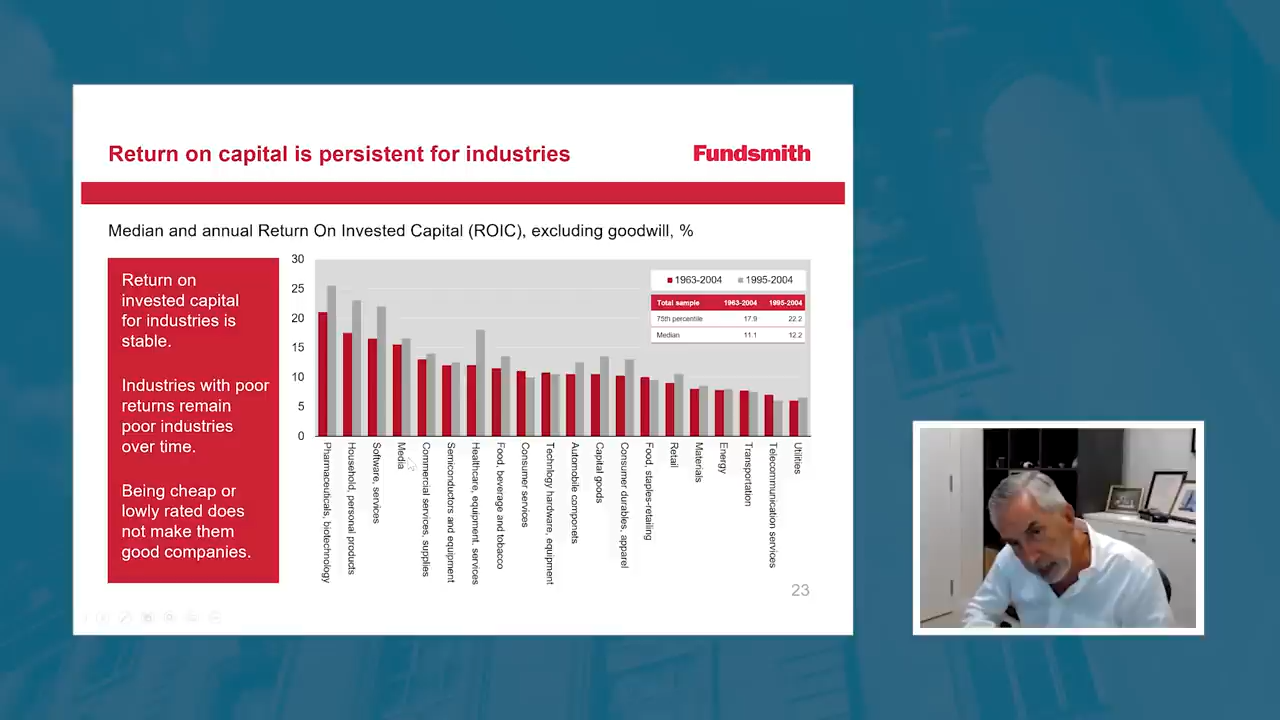 Return on capital is persistent for industries
Fundsmith
Median and annual Return On Invested Capital (ROIC), excluding goodwill, %
Return on
invested capital
for industries is
stable.
Industries with poor
returns remain
poor industries
over time.
Being cheap or
lowly rated does
not make them
good companies.
30
25
20
15
10
5
0
1963-2004 1995-2004
Total sample 1963-2004 1995-2004
75th percentile 17.9 22.2
Median 11.1 12.2
Pharmaceuticals, biotechnology
Household, personal products
Software, services
Media
Commercial services, supplies
Semiconductors and equipment
Healthcare, equipment. services
Food, beverage and tobacco
Consumer services
Technlogy hardware, equipment
Automobile componets
Capital goods
Consumer durables, apparel
Food, staples-retailing
Retail
Materials
Energy
Transportation
Telecommunication services
Utilities
23